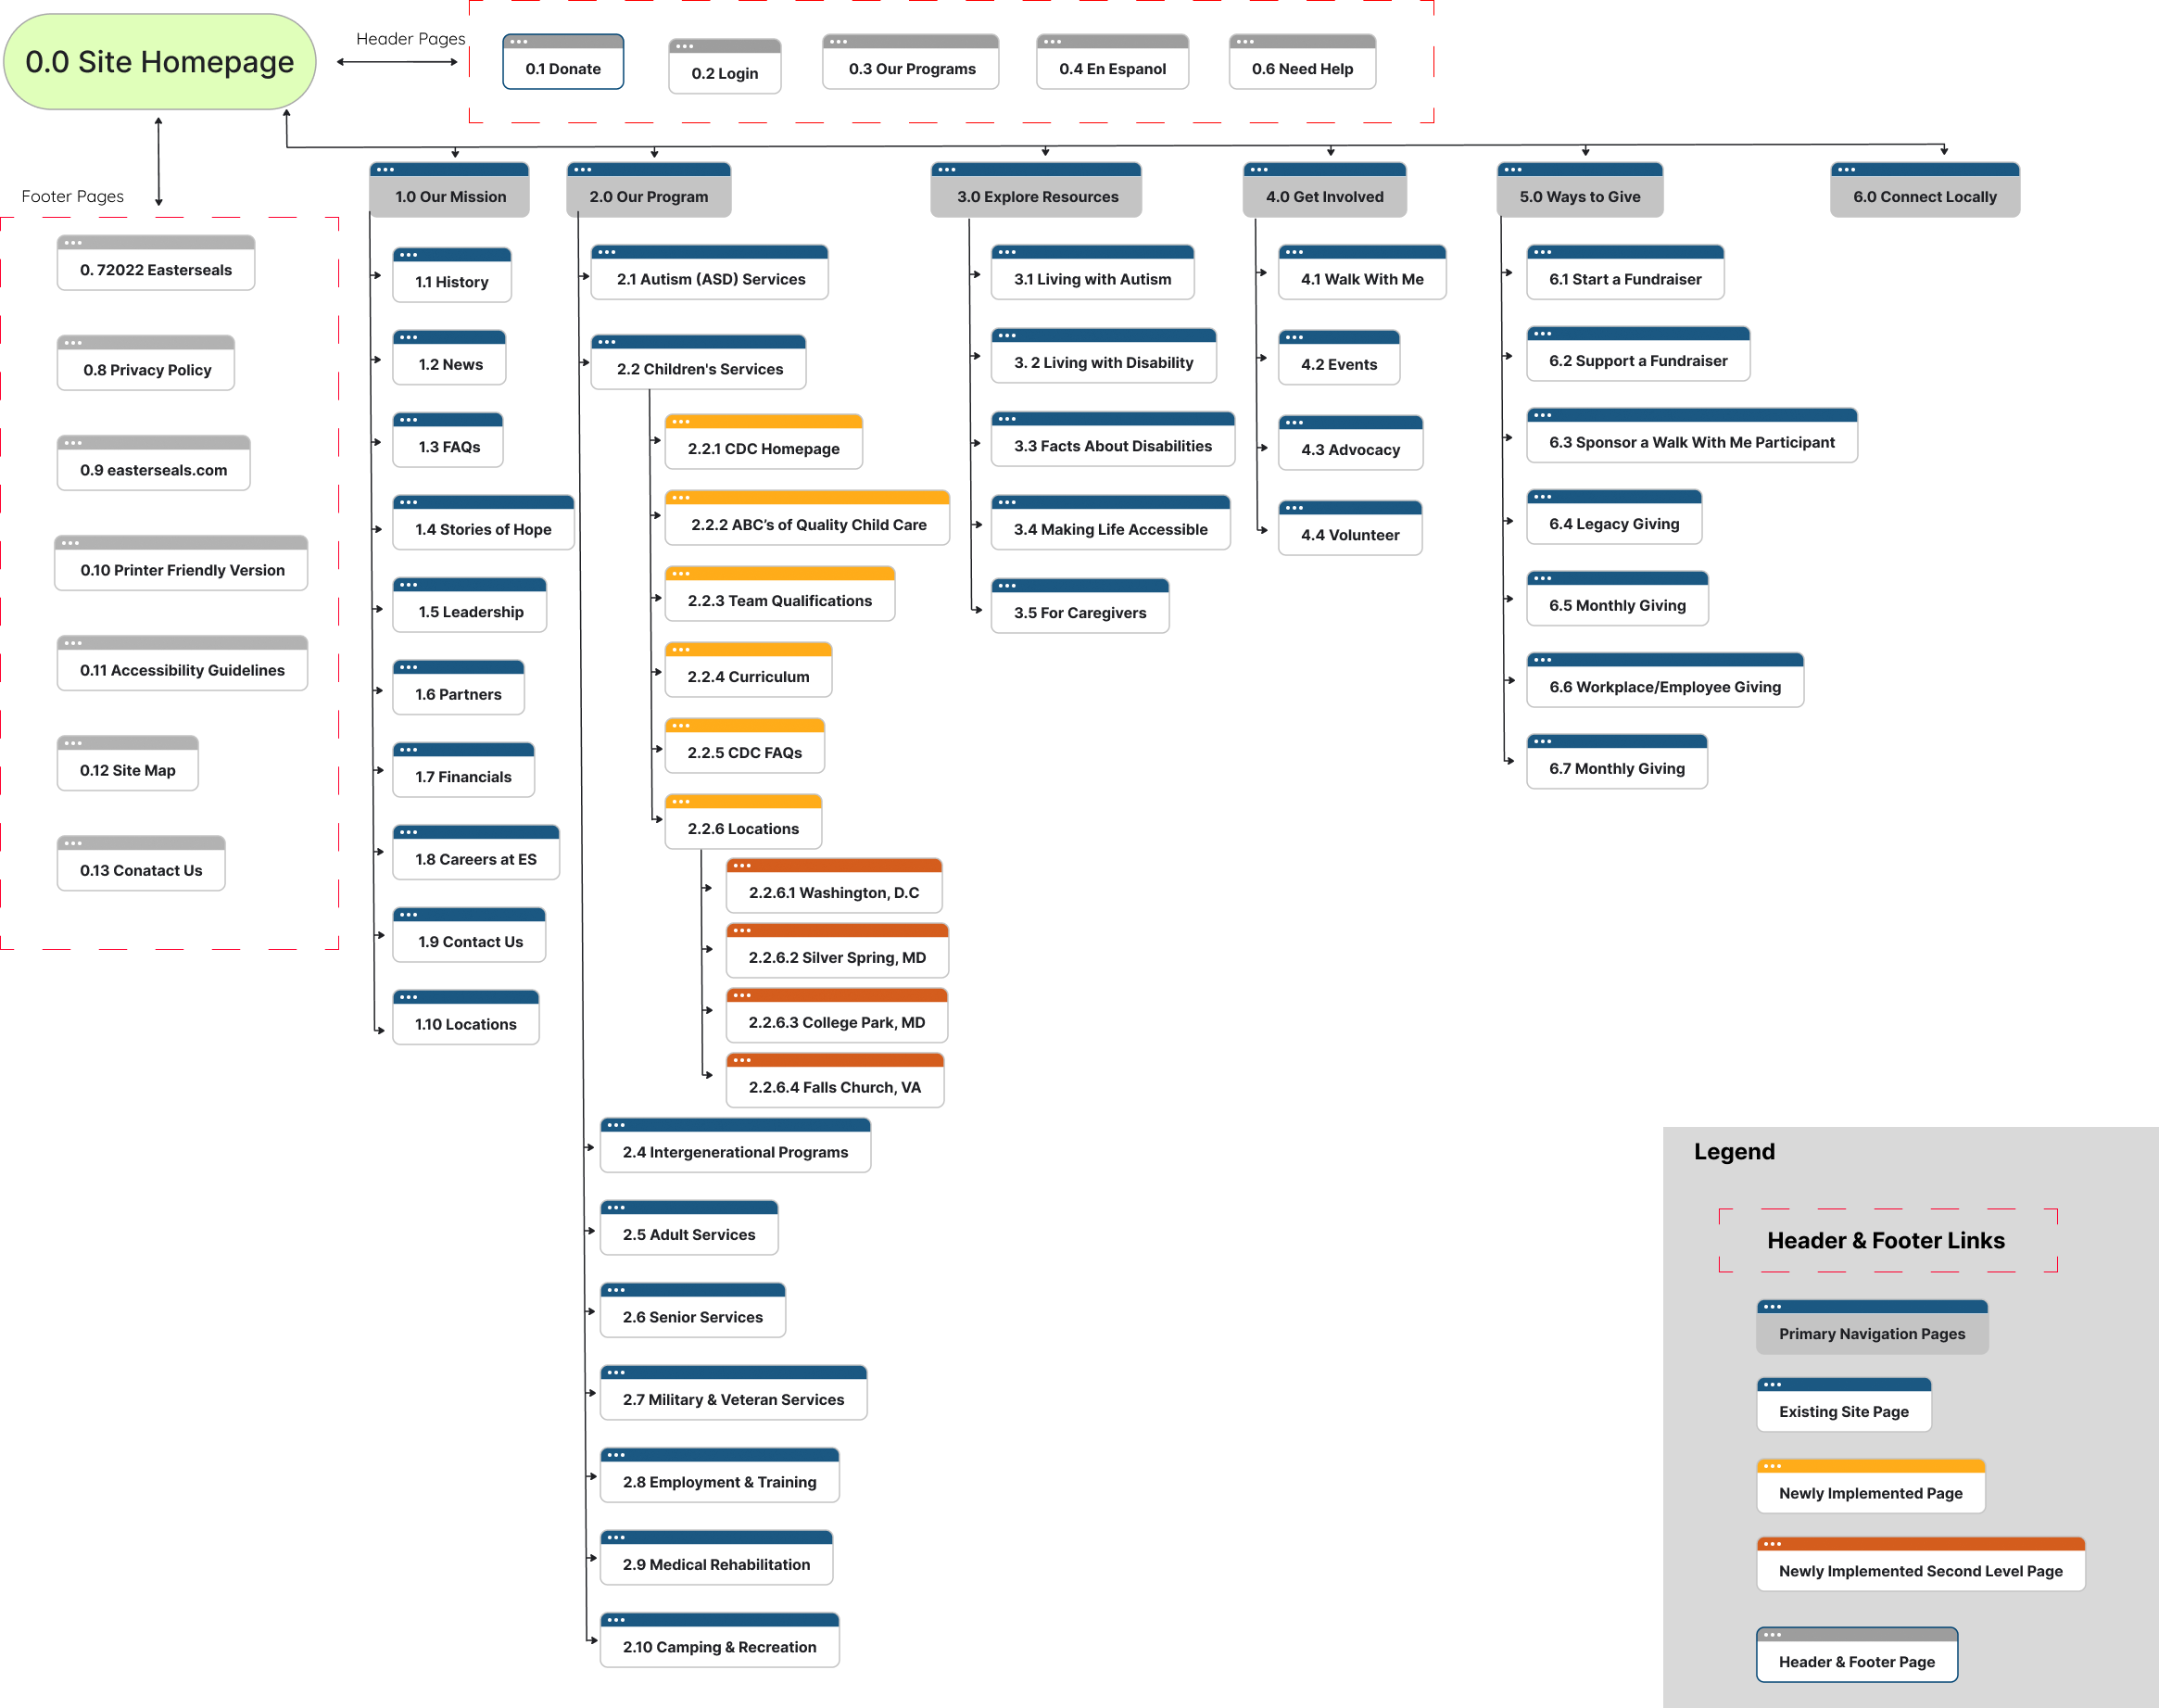 0.0 Site Homepage
Header Pages
0.1 Donate
0.2 Login
0.3 Our Programs
0.4 En Espanol
0.6 Need Help
Footer Pages
0. 72022 Easterseals
0.8 Privacy Policy
0.9 easterseals.com
0.10 Printer Friendly Version
0.11 Accessibility Guidelines
0.12 Site Map
0.13 Conatact Us
1.0 Our Mission
1.1 History
1.2 News
1.3 FAQs
1.4 Stories of Hope
1.5 Leadership
1.6 Partners
1.7 Financials
1.8 Careers at ES
1.9 Contact Us
1.10 Locations
2.0 Our Program
2.1 Autism (ASD) Services
2.2 Children's Services
2.2.1 CDC Homepage
2.2.2 ABC’s of Quality Child Care
2.2.3 Team Qualifications
2.2.4 Curriculum
2.2.5 CDC FAQs
2.2.6 Locations
2.2.6.1 Washington, D.C
2.2.6.2 Silver Spring, MD
2.2.6.3 College Park, MD
2.2.6.4 Falls Church, VA
2.4 Intergenerational Programs
2.5 Adult Services
2.6 Senior Services
2.7 Military & Veteran Services
2.8 Employment & Training
2.9 Medical Rehabilitation
2.10 Camping & Recreation
3.0 Explore Resources
3.1 Living with Autism
3. 2 Living with Disability
3.3 Facts About Disabilities
3.4 Making Life Accessible
3.5 For Caregivers
4.0 Get Involved
4.1 Walk With Me
4.2 Events
4.3 Advocacy
4.4 Volunteer
5.0 Ways to Give
6.1 Start a Fundraiser
6.2 Support a Fundraiser
6.3 Sponsor a Walk With Me Participant
6.4 Legacy Giving
6.5 Monthly Giving
6.6 Workplace/Employee Giving
6.7 Monthly Giving
6.0 Connect Locally
Legend
Header & Footer Links
Primary Navigation Pages
Existing Site Page
Newly Implemented Page
Newly Implemented Second Level Page
Header & Footer Page